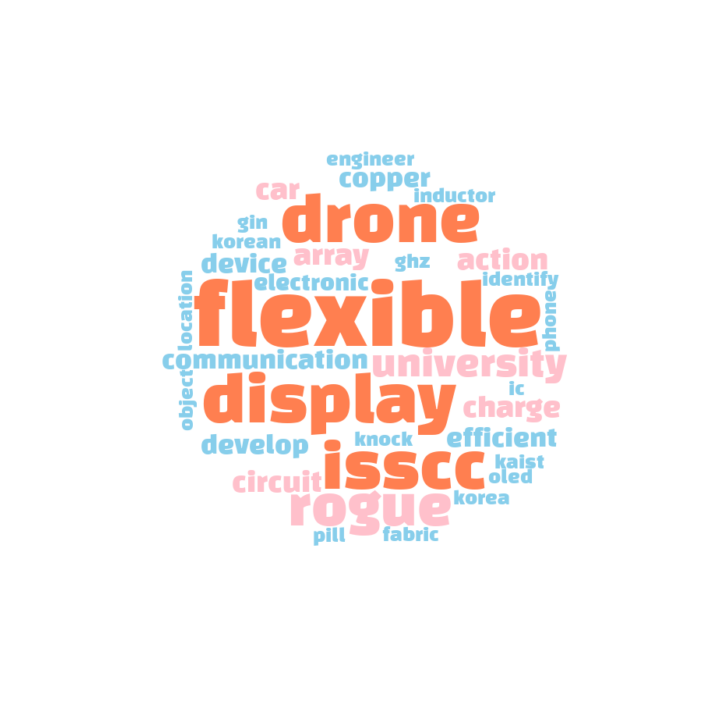 engineer
copper
car
inductor
drone
gin
korean
array
action
device
ghz
electronic
identify
location
flexible
phoney
communication
university
object
display
ic
charge
develop
knock
efficient
isscc
kaist
circuit
oled
rogue
korea
pill
fabric